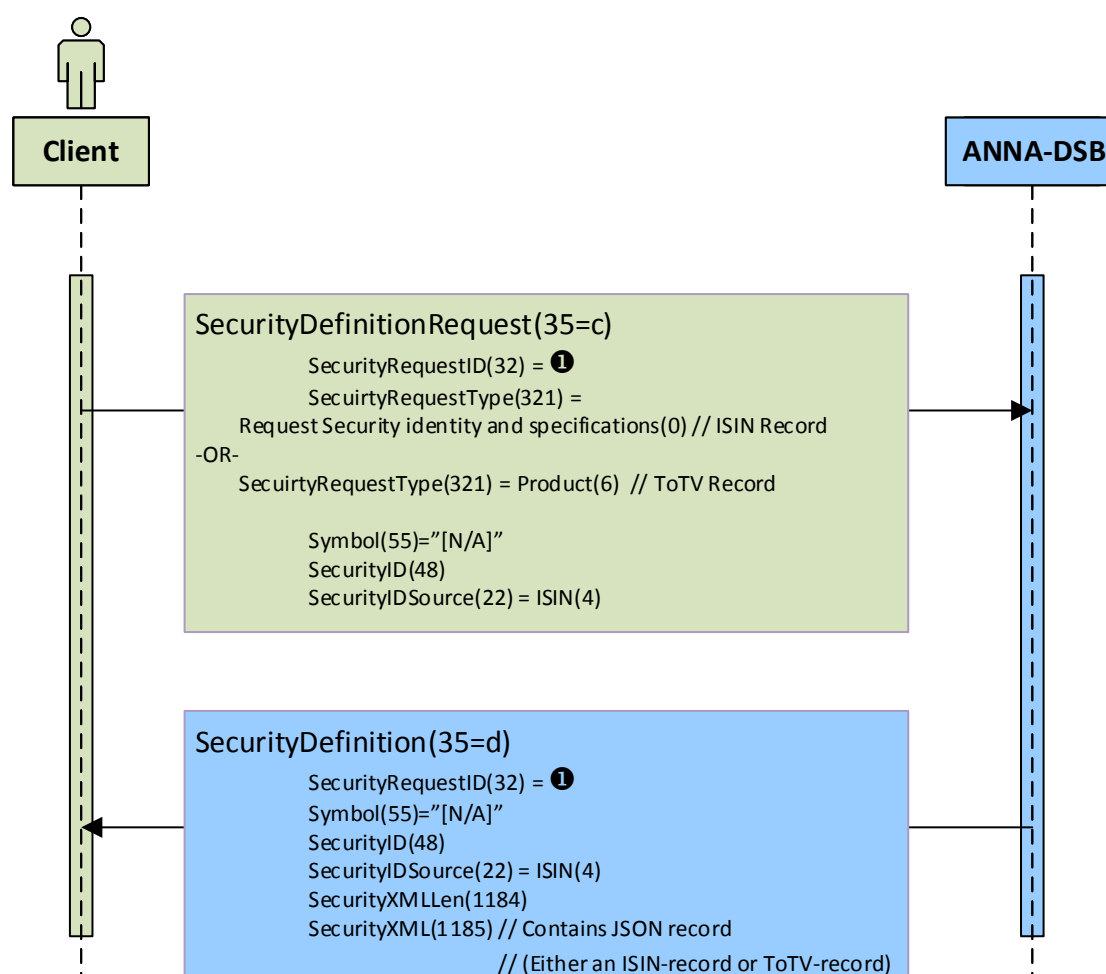 Client
ANNA-DSB
SecurityDefinitionRequest(35=c)
SecurityRequestID(32) = ❶
SecuirtyRequestType(321) =
Request Security identity and specifications(0) // ISIN Record
-OR-
SecuirtyRequestType(321) = Product(6) // ToTV Record
Symbol(55)=”[N/A]”
SecurityID(48)
SecurityIDSource(22) = ISIN(4)
SecurityDefinition(35=d)
SecurityRequestID(32) = ❶
Symbol(55)=”[N/A]”
SecurityID(48)
SecurityIDSource(22) = ISIN(4)
SecurityXMLLen(1184)
SecurityXML(1185) // Contains JSON record
// (Either an ISIN-record or ToTV-record)